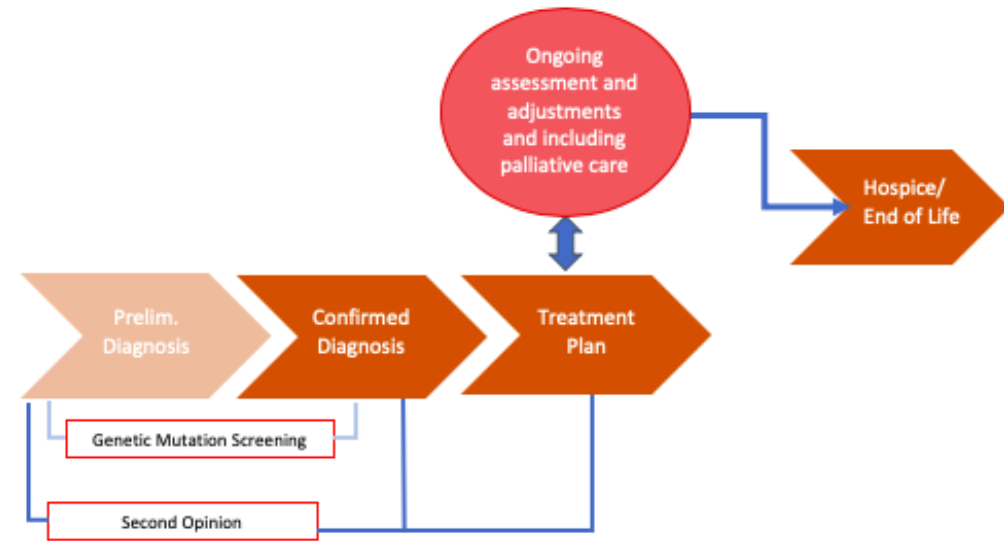 Ongoing
assessment and
adjustments
and including
palliative care
Hospice/
End of Life
Prelim.
Diagnosis
Confirmed
Diagnosis
Treatment
Plan
Genetic Mutation Screening
Second Opinion